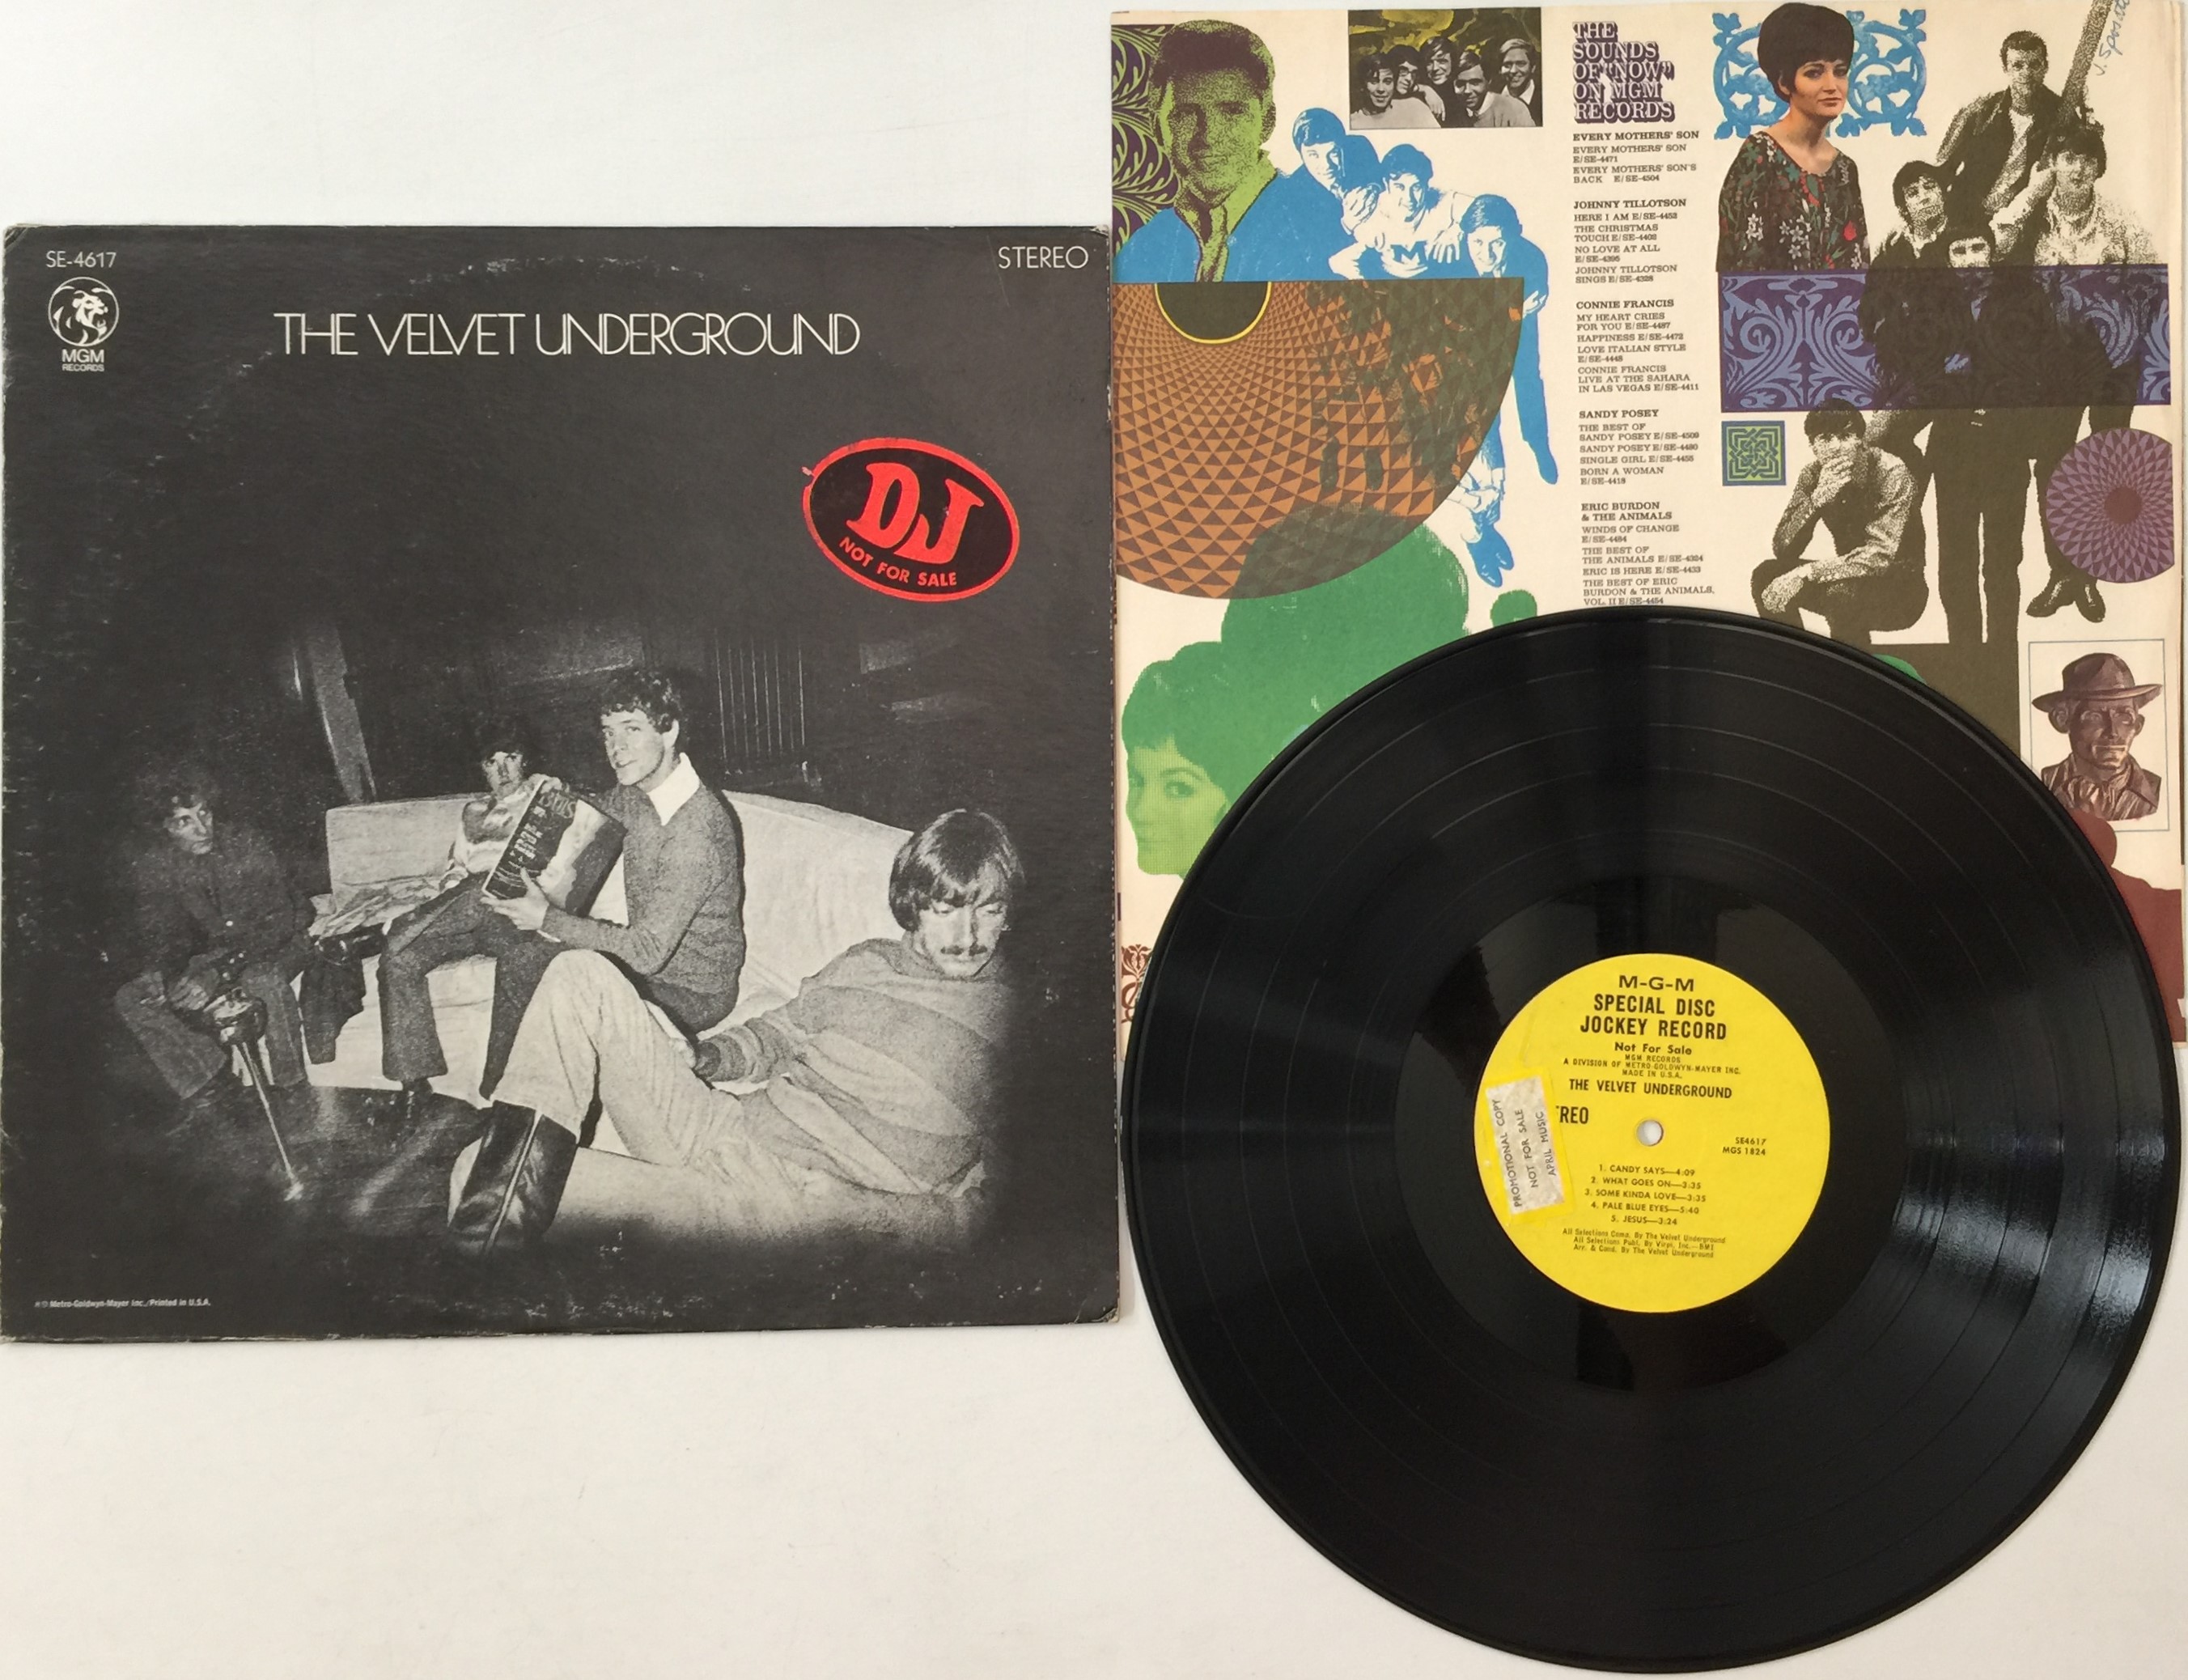 SE-4617
MGM
RECORDS
THE VELVET UNDERGROUND
STEREO
DJ
NOT FOR SALE
Metro-Goldwyn-Mayer Inc./Printed in U.S.A.
THE
SOUNDS
OF "NOW"
ON MGM
RECORDS
EVERY MOTHERS' SON
EVERY MOTHERS' SON
E/SE-4471
EVERY MOTHERS' SON'S
BACK E/SE-4504
JOHNNY TILLOTSON
HERE I AM E/SE-4452
THE CHRISTMAS
TOUCH E/SE-4402
NO LOVE AT ALL
E/SE-4395
JOHNNY TILLOTSON
SINGS E/SE-4328
CONNIE FRANCIS
MY HEART CRIES
FOR YOU E/SE-4487
HAPPINESS E/SE-4472
LOVE ITALIAN STYLE
E/SE-4448
CONNIE FRANCIS
LIVE AT THE SAHARA
IN LAS VEGAS E/SE-4411
SANDY POSEY
THE BEST OF
SANDY POSEY E/SE-4509
SANDY POSEY E/SE-4480
SINGLE GIRL E/SE-4455
BORN A WOMAN
E/SE-4418
ERIC BURDON
& THE ANIMALS
WINDS OF CHANGE
E/SE-4484
THE BEST OF
THE ANIMALS E/SE-4324
ERIC IS HERE E/SE-4433
THE BEST OF ERIC
BURDON & THE ANIMALS,
VOL. II E/SE-4454
M-G-M
SPECIAL DISC
JOCKEY RECORD
Not For Sale
MGM RECORDS
A DIVISION OF METRO-GOLDWYN-MAYER INC.
MADE IN U.S.A.
THE VELVET UNDERGROUND
REO
PROMOTIONAL COPY
NOT FOR SALE
APRIL MUSIC
SE4617
MGS 1824
1. CANDY SAYS—4:09
2. WHAT GOES ON—3:35
3. SOME KINDA LOVE—3:35
4. PALE BLUE EYES—5:40
5. JESUS—3:24
All Selections Comp. By The Velvet Underground
All Selections Publ. By Virpi, Inc.—BMI
Arr. & Cond. By The Velvet Underground